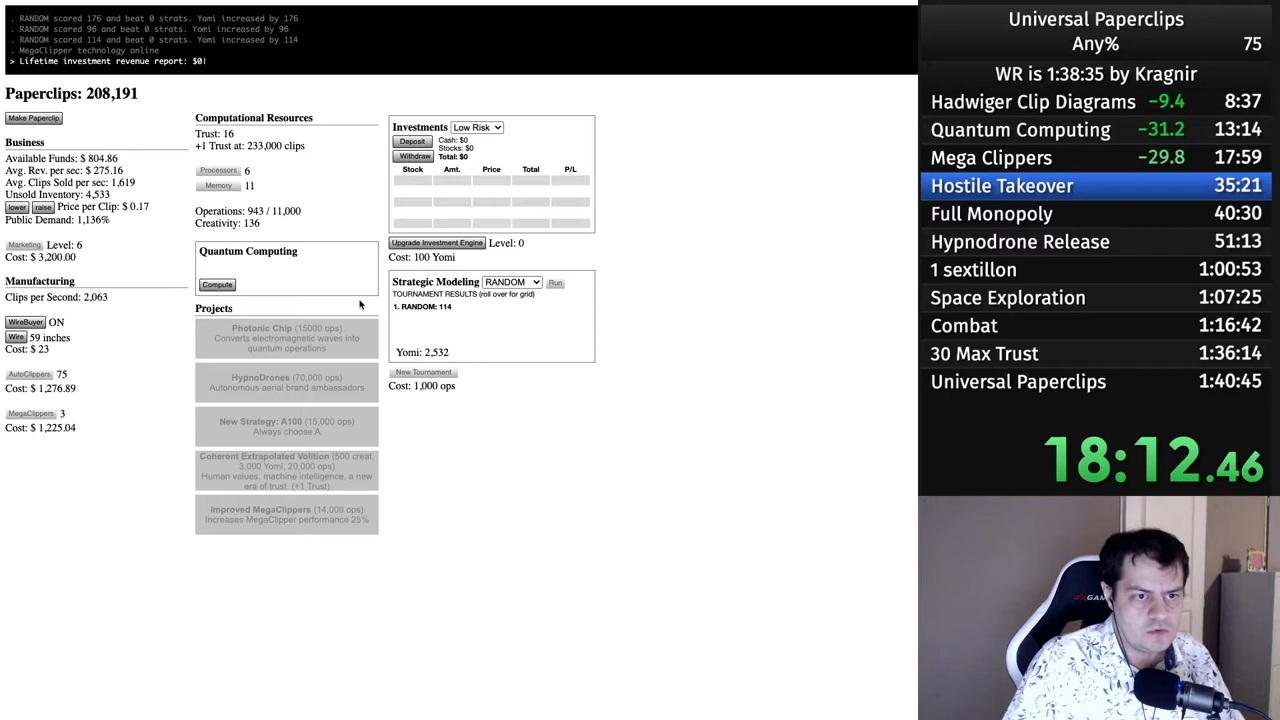 . RANDOM scored 176 and beat 0 strats. Yomi increased by 176
. RANDOM scored 96 and beat 0 strats. Yomi increased by 96
. RANDOM scored 114 and beat 0 strats. Yomi increased by 114
. MegaClipper technology online
> Lifetime investment revenue report: $0|
Paperclips: 208,191
Make Paperclip
Business
Available Funds: $ 804.86
Avg. Rev. per sec: $ 275.16
Avg. Clips Sold per sec: 1,619
Unsold Inventory: 4,533
lower raise Price per Clip: $ 0.17
Public Demand: 1,136%
Marketing Level: 6
Cost: $ 3,200.00
Manufacturing
Clips per Second: 2,063
WireBuyer ON
Wire 59 inches
Cost: $ 23
AutoClippers 75
Cost: $ 1,276.89
MegaClippers 3
Cost: $ 1,225.04
Computational Resources
Trust: 16
+1 Trust at: 233,000 clips
Processors 6
Memory 11
Operations: 943 / 11,000
Creativity: 136
Quantum Computing
Compute
Projects
Photonic Chip (15000 ops)
Converts electromagnetic waves into
quantum operations
HypnoDrones (70,000 ops)
Autonomous aerial brand ambassadors
New Strategy: A100 (15,000 ops)
Always choose A
Coherent Extrapolated Volition (500 creat,
3,000 Yomi, 20,000 ops)
Human values, machine intelligence, a new
era of trust. (+1 Trust)
Improved MegaClippers (14,000 ops)
Increases MegaClipper performance 25%
Investments Low Risk
Deposit Cash: $0
Stocks: $0
Withdraw Total: $0
Stock Amt. Price Total P/L
Upgrade Investment Engine Level: 0
Cost: 100 Yomi
Strategic Modeling RANDOM Run
TOURNAMENT RESULTS (roll over for grid)
1. RANDOM: 114
Yomi: 2,532
New Tournament
Cost: 1,000 ops
Universal Paperclips
Any% 75
WR is 1:38:35 by Kragnir
Hadwiger Clip Diagrams -9.4 8:37
Quantum Computing -31.2 13:14
Mega Clippers -29.8 17:59
Hostile Takeover 35:21
Full Monopoly 40:30
Hypnodrone Release 51:13
1 sextillon 1:00:53
Space Exploration 1:07:25
Combat 1:16:42
30 Max Trust 1:36:14
Universal Paperclips 1:40:45
18:12.46